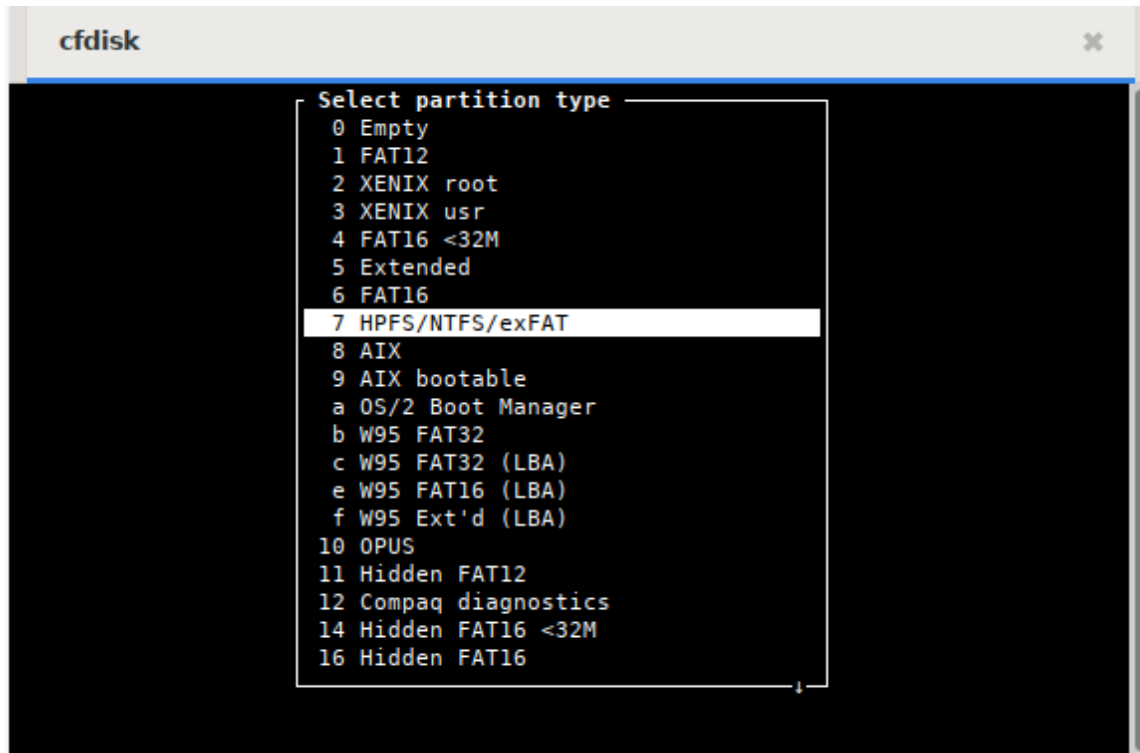 cfdisk
Select partition type
0 Empty
1 FAT12
2 XENIX root
3 XENIX usr
4 FAT16 <32M
5 Extended
6 FAT16
7 HPFS/NTFS/exFAT
8 AIX
9 AIX bootable
a OS/2 Boot Manager
b W95 FAT32
c W95 FAT32 (LBA)
e W95 FAT16 (LBA)
f W95 Ext'd (LBA)
10 OPUS
11 Hidden FAT12
12 Compaq diagnostics
14 Hidden FAT16 <32M
16 Hidden FAT16